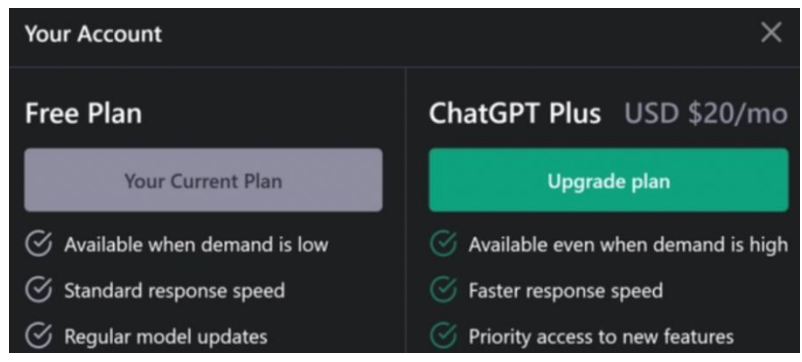 Your Account
Free Plan
Your Current Plan
Available when demand is low
Standard response speed
Regular model updates
ChatGPT Plus USD $20/mo
Upgrade plan
Available even when demand is high
Faster response speed
Priority access to new features